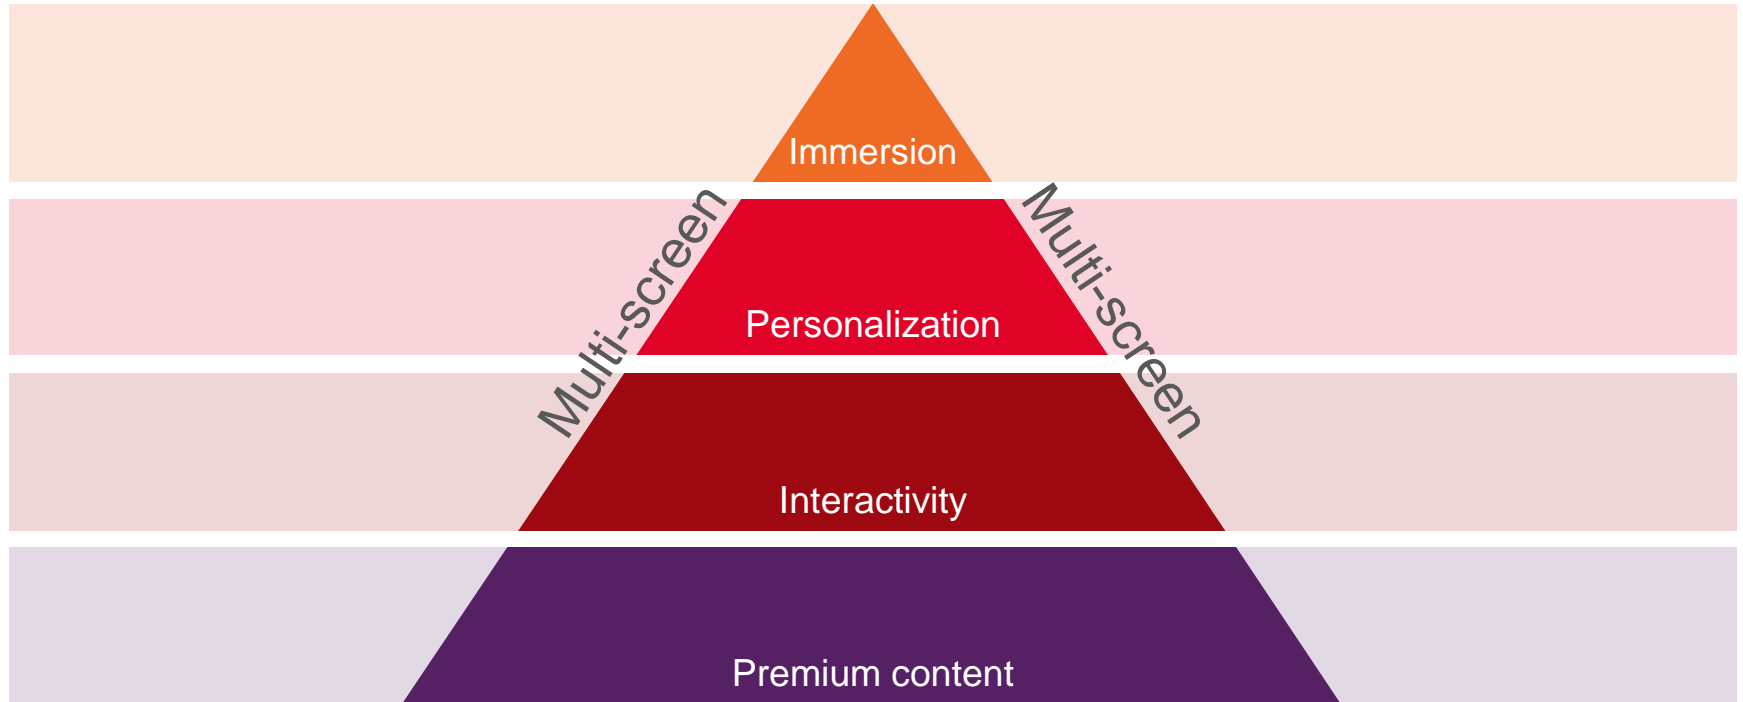 Immersion
Multi-screen
Multi-screen
Personalization
Interactivity
Premium content